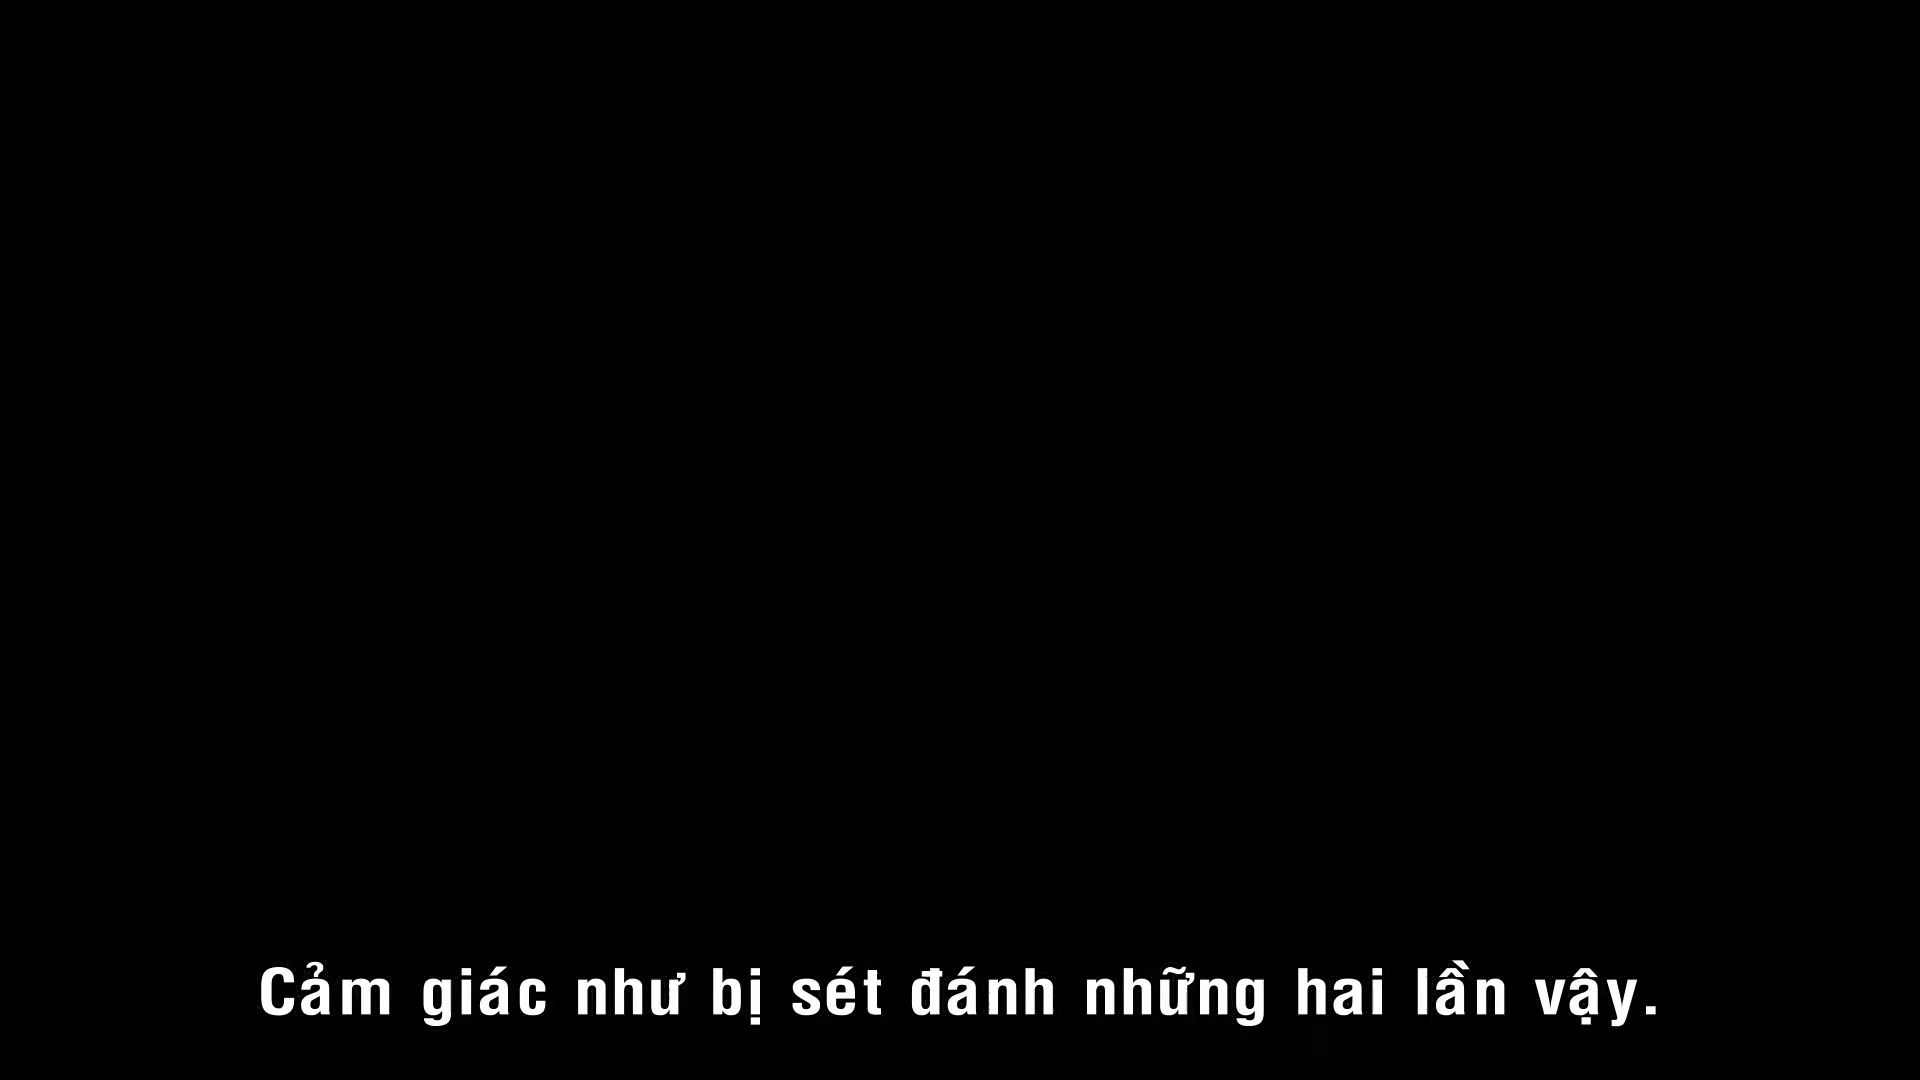 Cảm giác như bị sét đánh những hai lần vậy.